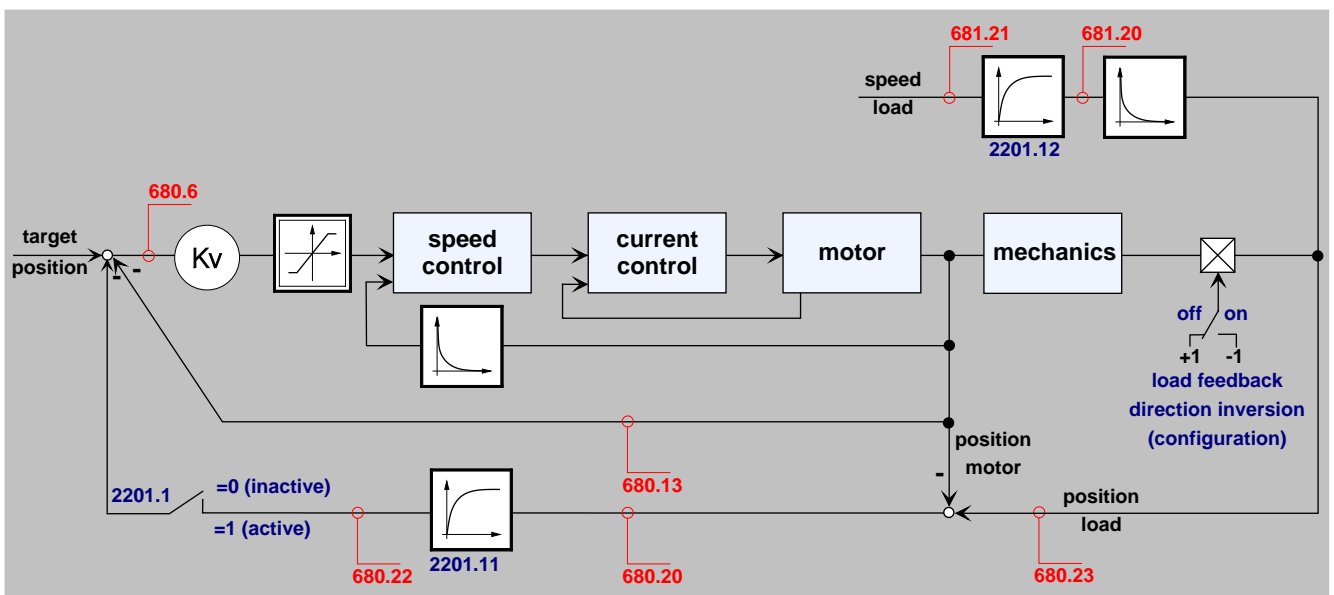 681.21
681.20
speed
load
2201.12
680.6
target
position
-
-
Kv
speed
control
current
control
motor
mechanics
off
on
+1
-1
load feedback
direction inversion
(configuration)
position
motor
-
680.13
2201.1
=0 (inactive)
=1 (active)
680.22
2201.11
680.20
position
load
680.23